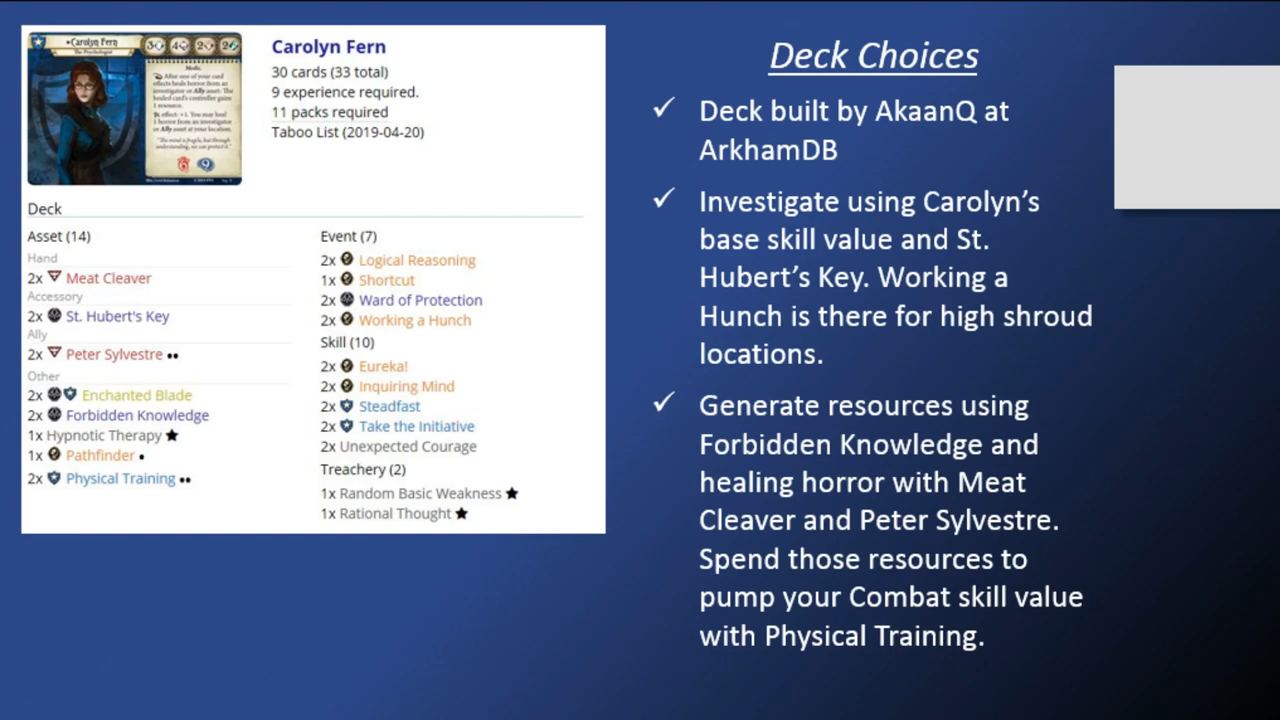 Carolyn Fern
The Psychologist
Medic.
Carolyn Fern
30 cards (33 total)
9 experience required.
11 packs required
Taboo List (2019-04-20)
Deck
Asset (14)
Hand
2x Meat Cleaver
Accessory
2x St. Hubert's Key
Ally
2x Peter Sylvestre ••
Other
2x Enchanted Blade
2x Forbidden Knowledge
1x Hypnotic Therapy ★
1x Pathfinder •
2x Physical Training ••
Event (7)
2x Logical Reasoning
1x Shortcut
2x Ward of Protection
2x Working a Hunch
Skill (10)
2x Eureka!
2x Inquiring Mind
2x Steadfast
2x Take the Initiative
2x Unexpected Courage
Treachery (2)
1x Random Basic Weakness ★
1x Rational Thought ★
Deck Choices
✓ Deck built by AkaanQ at
ArkhamDB
✓ Investigate using Carolyn’s
base skill value and St.
Hubert’s Key. Working a
Hunch is there for high shroud
locations.
✓ Generate resources using
Forbidden Knowledge and
healing horror with Meat
Cleaver and Peter Sylvestre.
Spend those resources to
pump your Combat skill value
with Physical Training.